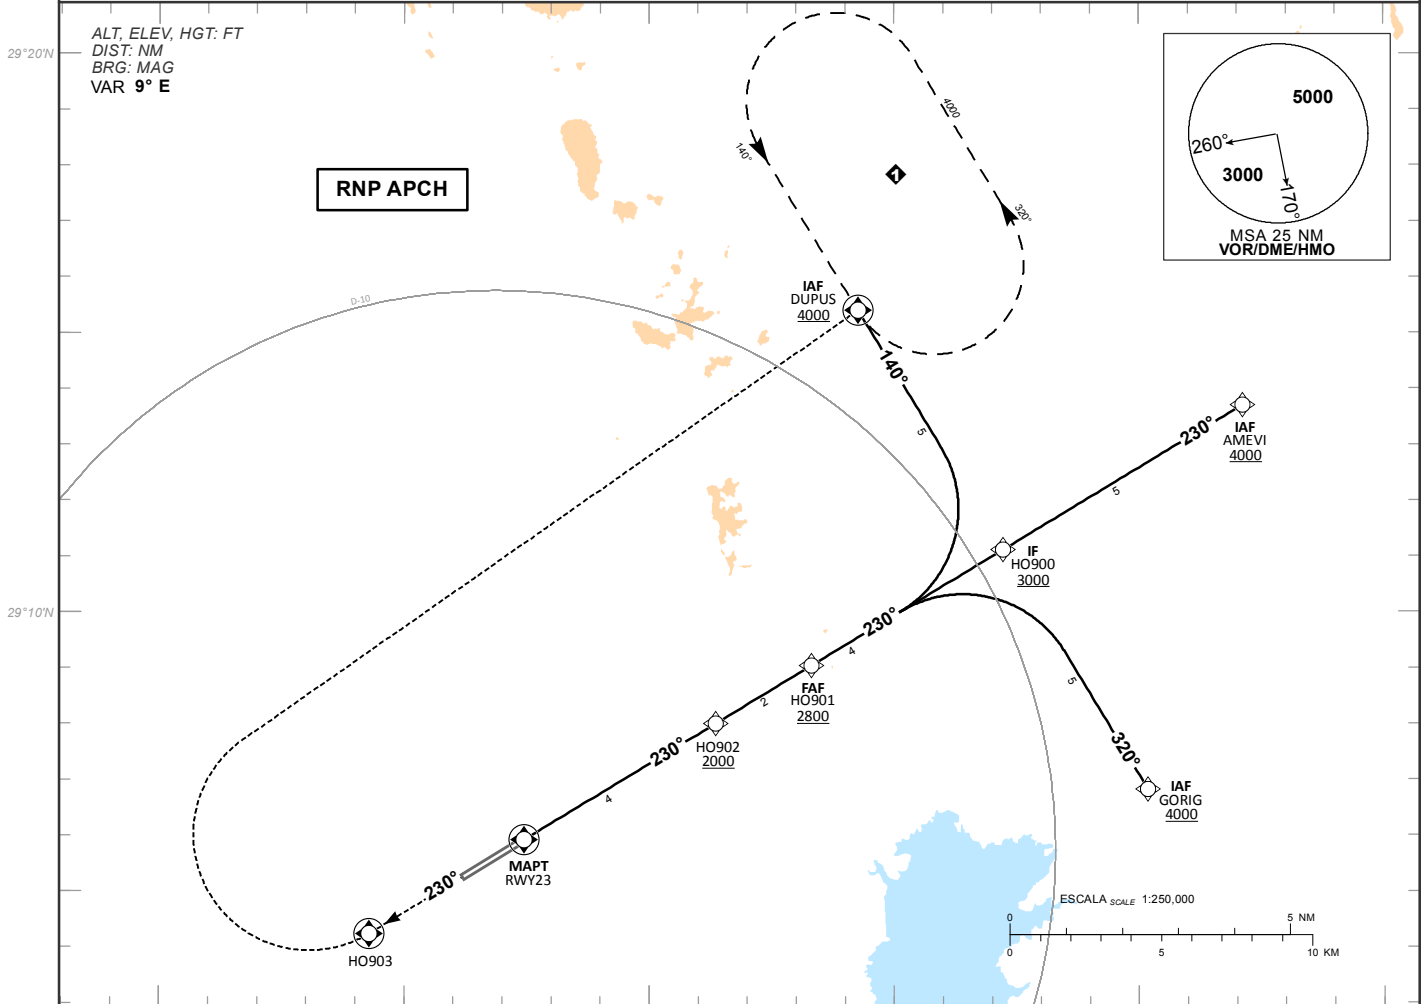 ALT, ELEV, HGT: FT
DIST: NM
BRG: MAG
VAR 9° E
29°20'N
RNP APCH
5000
260°
3000
170°
MSA 25 NM
VOR/DME/HMO
4000
140°
1
320°
D-10
IAF
DUPUS
4000
140°
5
230°
IAF
AMEVI
4000
5
IF
HO900
3000
29°10'N
230°
4
FAF
HO901
2800
2
5
320°
IAF
GORIG
4000
HO902
2000
230°
4
MAPT
RWY23
230°
HO903
ESCALA SCALE 1:250,000
0 5 NM
0 5 10 KM